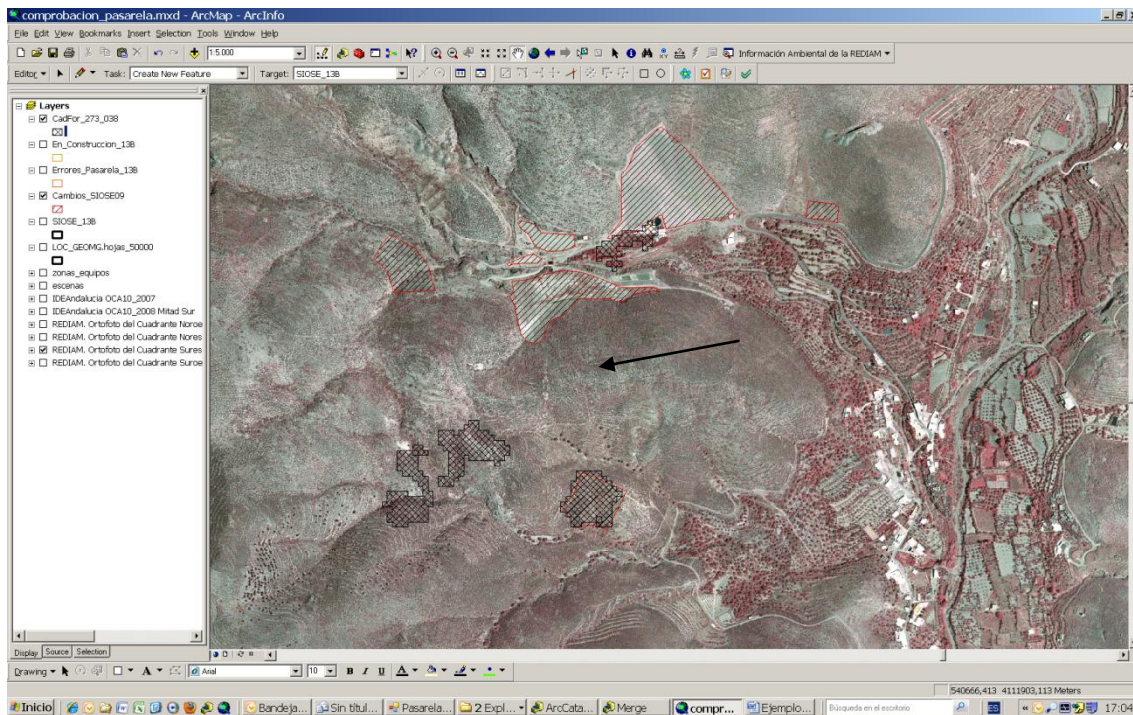 comprobacion_pasarela.mxd - ArcMap - ArcInfo
File Edit View Bookmarks Insert Selection Tools Window Help
1:5.000
Información Ambiental de la REDIAM
Editor Task: Create New Feature Target: SIOSE_13B
Layers
CadFor_273_038
En_Construccion_13B
Errores_Pasarela_13B
Cambios_SIOSE09
SIOSE_13B
LOC_GEOMG.hojas_50000
zonas_equipos
escenas
IDEAndalucia OCA10_2007
IDEAndalucia OCA10_2008 Mitad Sur
REDIAM. Ortofoto del Cuadrante Noroe
REDIAM. Ortofoto del Cuadrante Nores
REDIAM. Ortofoto del Cuadrante Sures
REDIAM. Ortofoto del Cuadrante Suroe
Display Source Selection
Drawing A Arial 10 B I U A
540666,413 4111903,113 Meters
Inicio Bandeja... Sin títul... Pasarela... 2 Expl... ArcCata... Merge compr... Ejemplo... Búsqueda en el escritorio ES 17:04